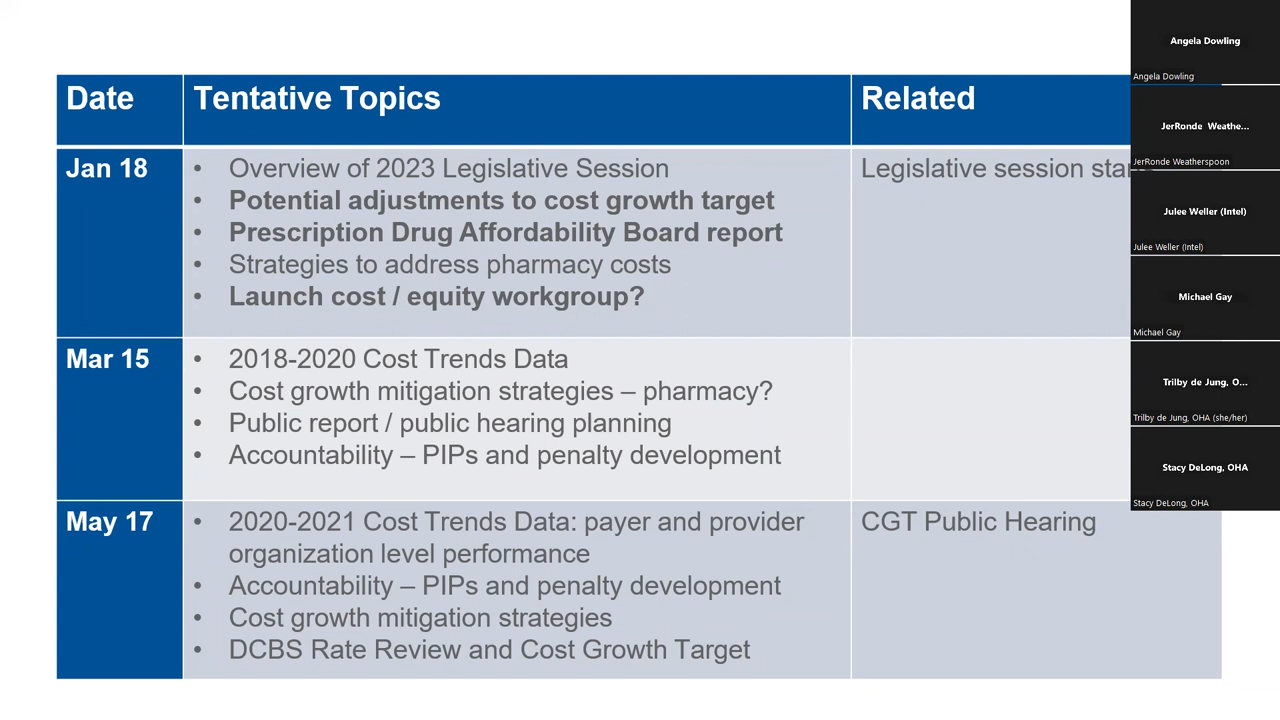 Date Tentative Topics Related
Jan 18
• Overview of 2023 Legislative Session
• Potential adjustments to cost growth target
• Prescription Drug Affordability Board report
• Strategies to address pharmacy costs
• Launch cost / equity workgroup?
Legislative session
Mar 15
• 2018-2020 Cost Trends Data
• Cost growth mitigation strategies – pharmacy?
• Public report / public hearing planning
• Accountability – PIPs and penalty development
May 17
• 2020-2021 Cost Trends Data: payer and provider
organization level performance
• Accountability – PIPs and penalty development
• Cost growth mitigation strategies
• DCBS Rate Review and Cost Growth Target
CGT Public Hearing
Angela Dowling
Angela Dowling
JerRonde Weathe...
JerRonde Weatherspoon
Julee Weller (Intel)
Julee Weller (Intel)
Michael Gay
Michael Gay
Trilby de Jung, O...
Trilby de Jung, OHA (she/her)
Stacy DeLong, OHA
Stacy DeLong, OHA